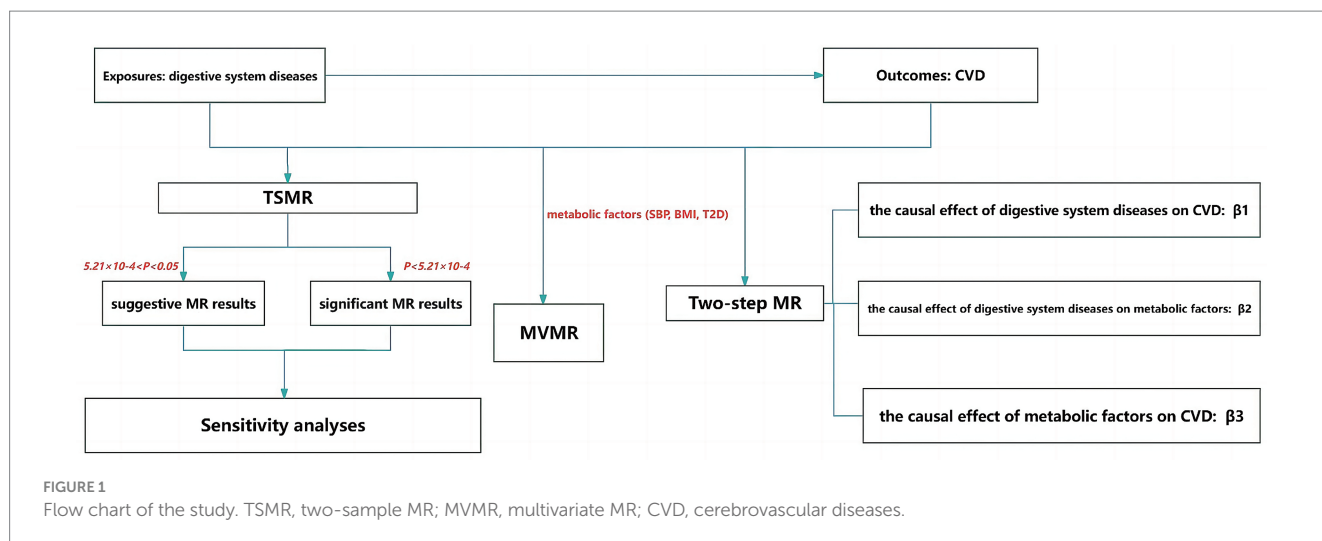 Exposures: digestive system diseases
Outcomes: CVD
TSMR
metabolic factors (SBP, BMI, T2D)
the causal effect of digestive system diseases on CVD: β1
5.21×10-4<P<0.05
P<5.21×10-4
suggestive MR results
significant MR results
MVMR
Two-step MR
the causal effect of digestive system diseases on metabolic factors: β2
Sensitivity analyses
the causal effect of metabolic factors on CVD: β3
FIGURE 1
Flow chart of the study. TSMR, two-sample MR; MVMR, multivariate MR; CVD, cerebrovascular diseases.